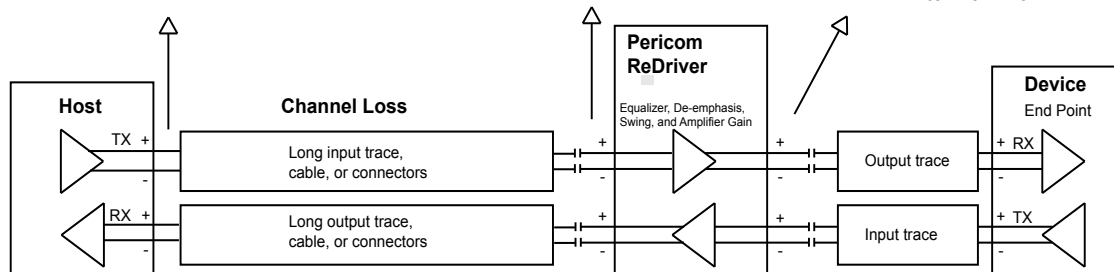 Pericom
ReDriver
Host
Channel Loss
Device
Equalizer, De-emphasis,
Swing, and Amplifier Gain
End Point
TX + + + + RX
Long input trace,
cable, or connectors
Output trace
- - - -
RX + + + + TX
Long output trace,
cable, or connectors
Input trace
- - - -